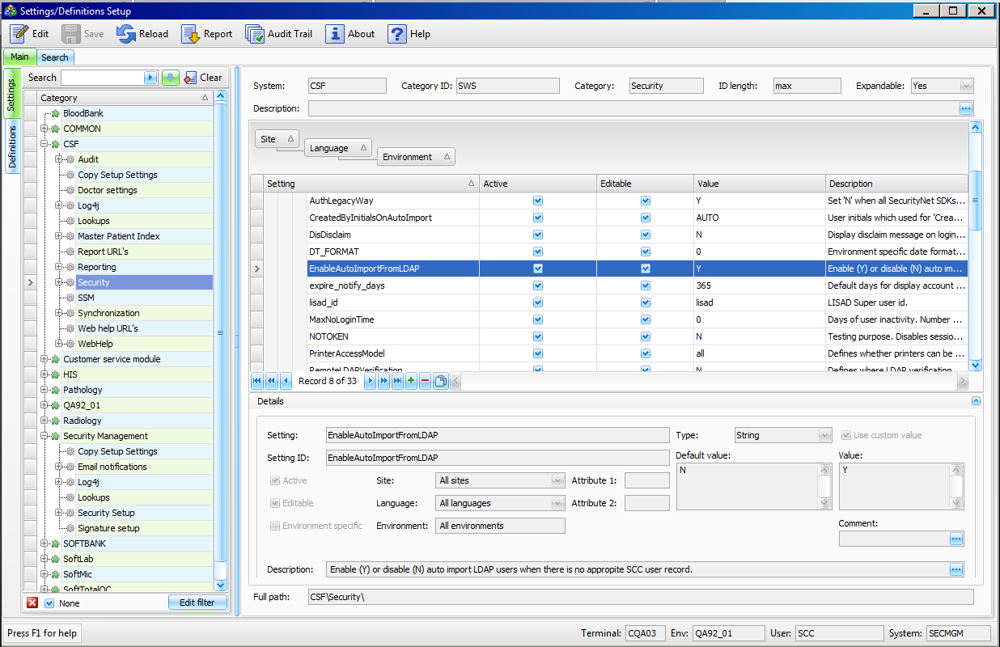 Settings/Definitions Setup
Edit Save Reload Report Audit Trail About Help
Main Search
Settings
Definitions
Search Clear
Category
BloodBank
COMMON
CSF
Audit
Copy Setup Settings
Doctor settings
Log4j
Lookups
Master Patient Index
Report URL's
Reporting
Security
SSM
Synchronization
Web help URL's
WebHelp
Customer service module
HIS
Pathology
QA92_01
Radiology
Security Management
Copy Setup Settings
Email notifications
Log4j
Lookups
Security Setup
Signature setup
SOFTBANK
SoftLab
SoftMic
SoftTotalQC
None Edit filter
System: CSF Category ID: SWS Category: Security ID length: max Expandable: Yes
Description:
Site
Language
Environment
Setting Active Editable Value Description
AuthLegacyWay Y Set 'N' when all SecurityNet SDKs...
CreatedByInitialsOnAutoImport AUTO User initials which used for 'Crea...
DisDisclaim N Display disclaim message on login...
DT_FORMAT 0 Environment specific date format...
EnableAutoImportFromLDAP Y Enable (Y) or disable (N) auto im...
expire_notify_days 365 Default days for display account ...
lisad_id lisad LISAD Super user id.
MaxNoLoginTime 0 Days of user inactivity. Number ...
NOTOKEN N Testing purpose. Disables sessio...
PrinterAccessModel all Defines whether printers can be ...
RemoteLDAPVerification N Defines where LDAP verification
Record 8 of 33
Details
Setting: EnableAutoImportFromLDAP Type: String Use custom value
Setting ID: EnableAutoImportFromLDAP Default value: Value:
N Y
Active Site: All sites Attribute 1:
Editable Language: All languages Attribute 2:
Environment specific Environment: All environments Comment:
Description: Enable (Y) or disable (N) auto import LDAP users when there is no appropite SCC user record.
Full path: CSF\Security\
Press F1 for help Terminal: CQA03 Env: QA92_01 User: SCC System: SECMGM